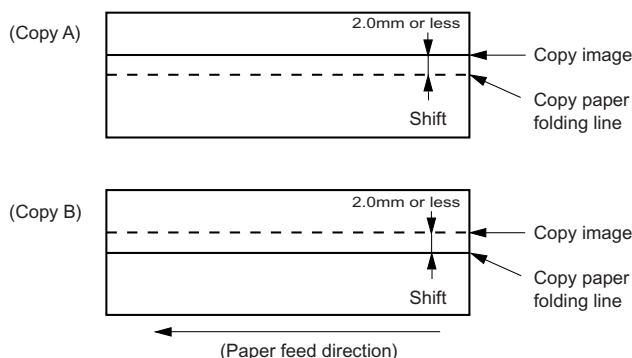 (Copy A)
2.0mm or less
Copy image
Copy paper
folding line
Shift
(Copy B)
2.0mm or less
Copy image
Copy paper
folding line
Shift
(Paper feed direction)